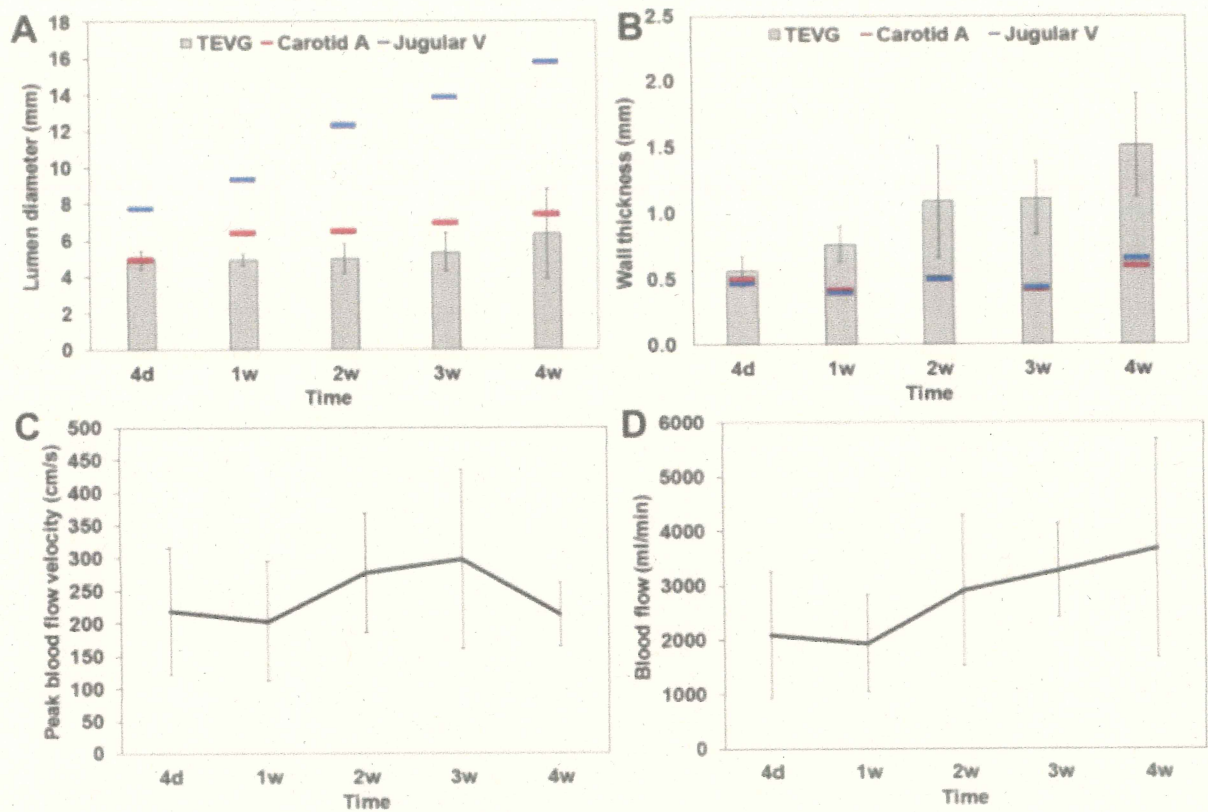 A
TEVG Carotid A Jugular V
Lumen diameter (mm)
18
16
14
12
10
8
6
4
2
0
4d 1w 2w 3w 4w
Time
B
TEVG Carotid A Jugular V
Wall thickness (mm)
2.5
2.0
1.5
1.0
0.5
0.0
4d 1w 2w 3w 4w
Time
C
Peak blood flow velocity (cm/s)
500
450
400
350
300
250
200
150
100
50
0
4d 1w 2w 3w 4w
Time
D
Blood flow (ml/min)
6000
5000
4000
3000
2000
1000
0
4d 1w 2w 3w 4w
Time